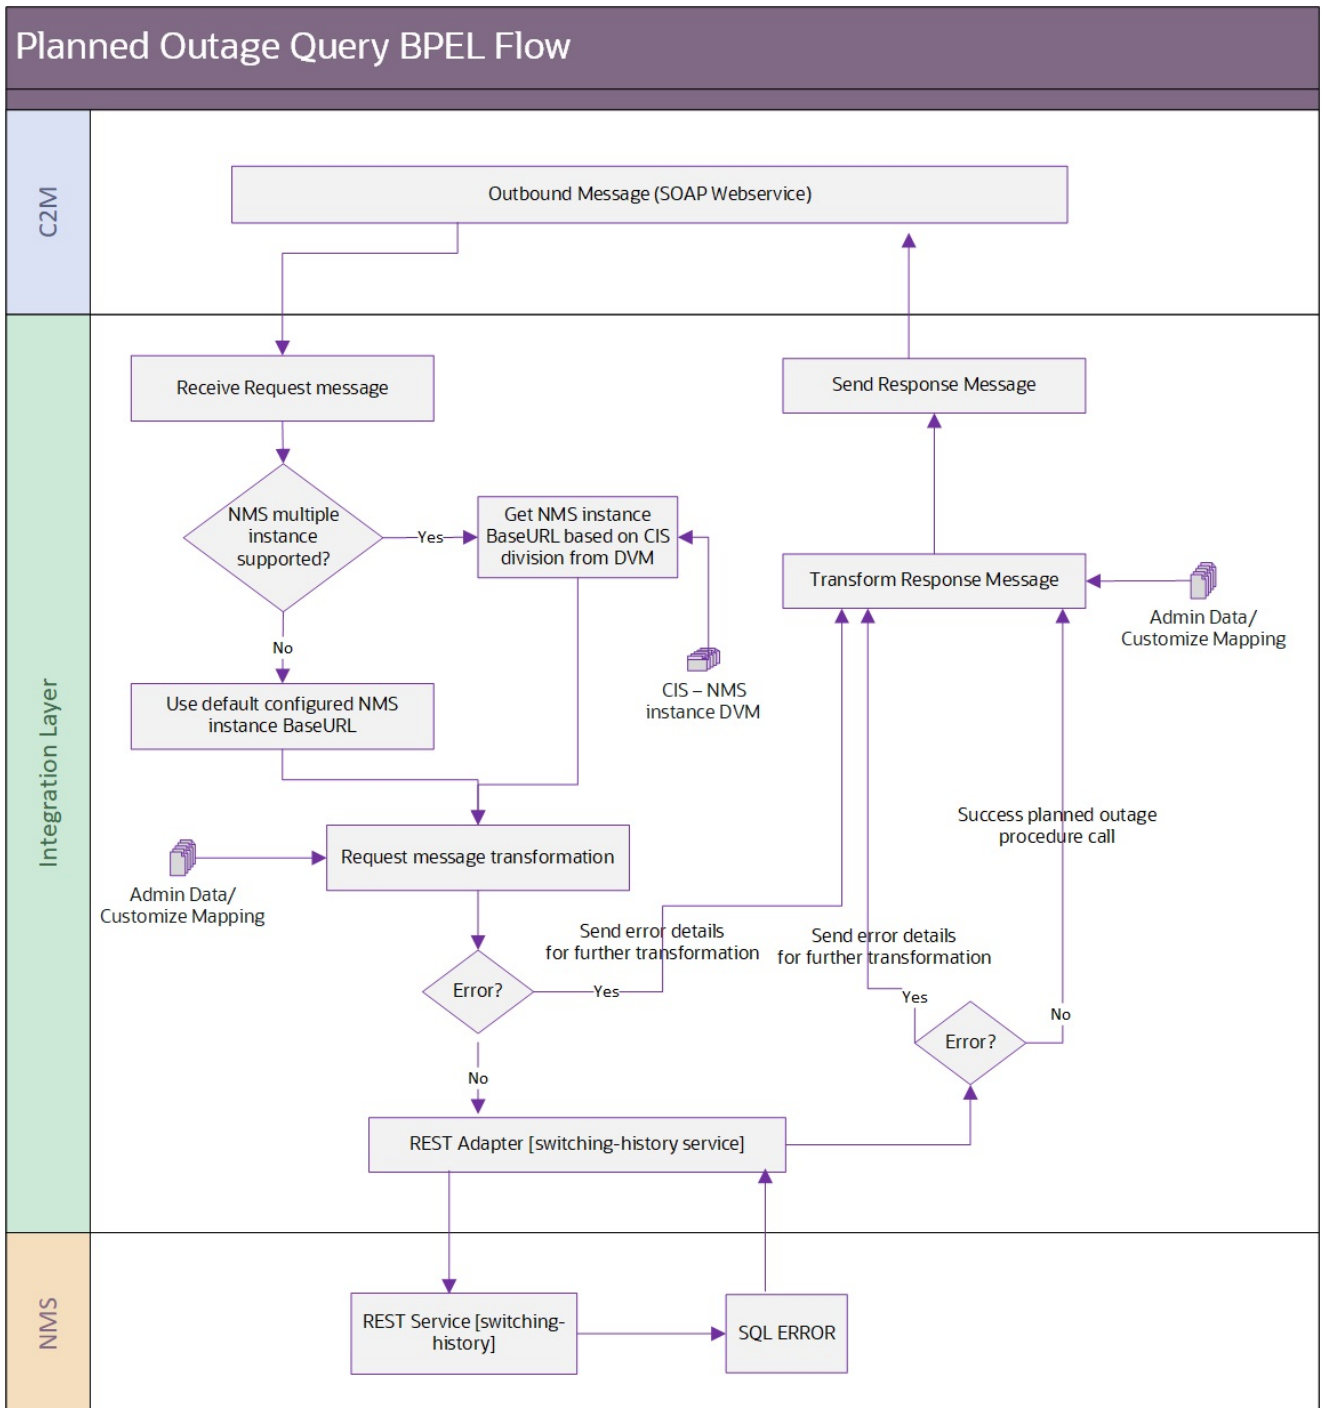 Planned Outage Query BPEL Flow
C2M
Outbound Message (SOAP Webservice)
Integration Layer
Receive Request message
Send Response Message
NMS multiple
instance
supported?
Yes
Get NMS instance
BaseURL based on CIS
division from DVM
Transform Response Message
Admin Data/
Customize Mapping
No
CIS – NMS
instance DVM
Use default configured NMS
instance BaseURL
Success planned outage
procedure call
Request message transformation
Admin Data/
Customize Mapping
Send error details
for further transformation
Send error details
for further transformation
Error?
Yes
Yes
No
Error?
No
REST Adapter [switching-history service]
NMS
REST Service [switching-
history]
SQL ERROR